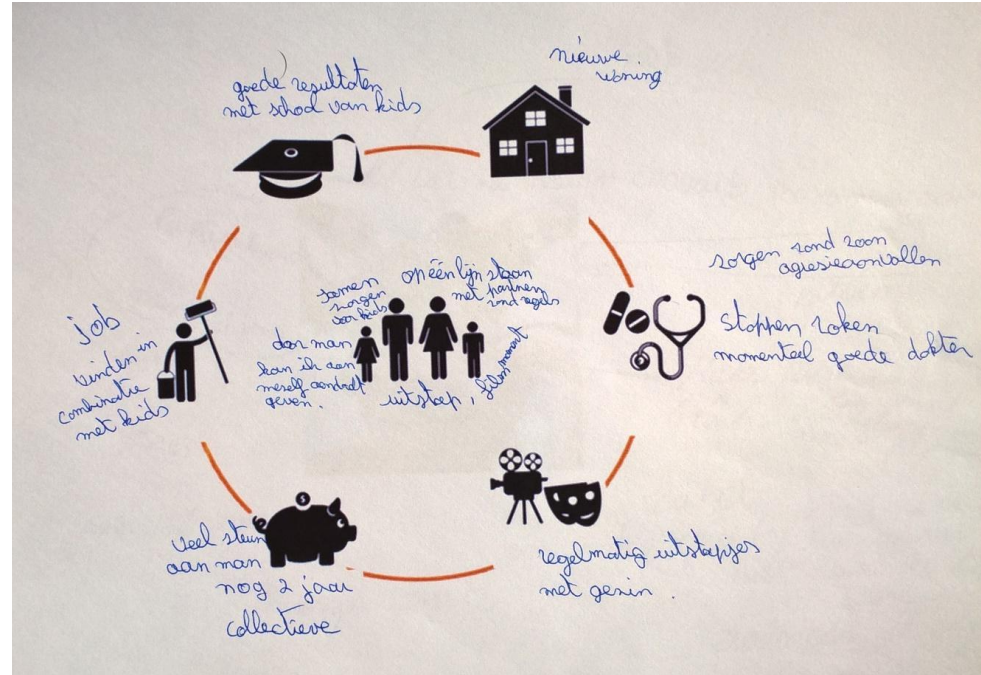 goede resultaten
met school van kids
nieuwe
woning
zorgen rond zoon
agressieaanvallen
stoppen roken
momenteel goede dokter
regelmatig uitstapjes
met gezin.
veel steun
aan man
nog 2 jaar
collectieve
job
vinden in
combinatie
met kids
samen
zorgen
voor kids
op één lijn staan
met partner
rond regels
door man
kan ik aan
meself aandacht
geven.
uitstap, filmmoment
$